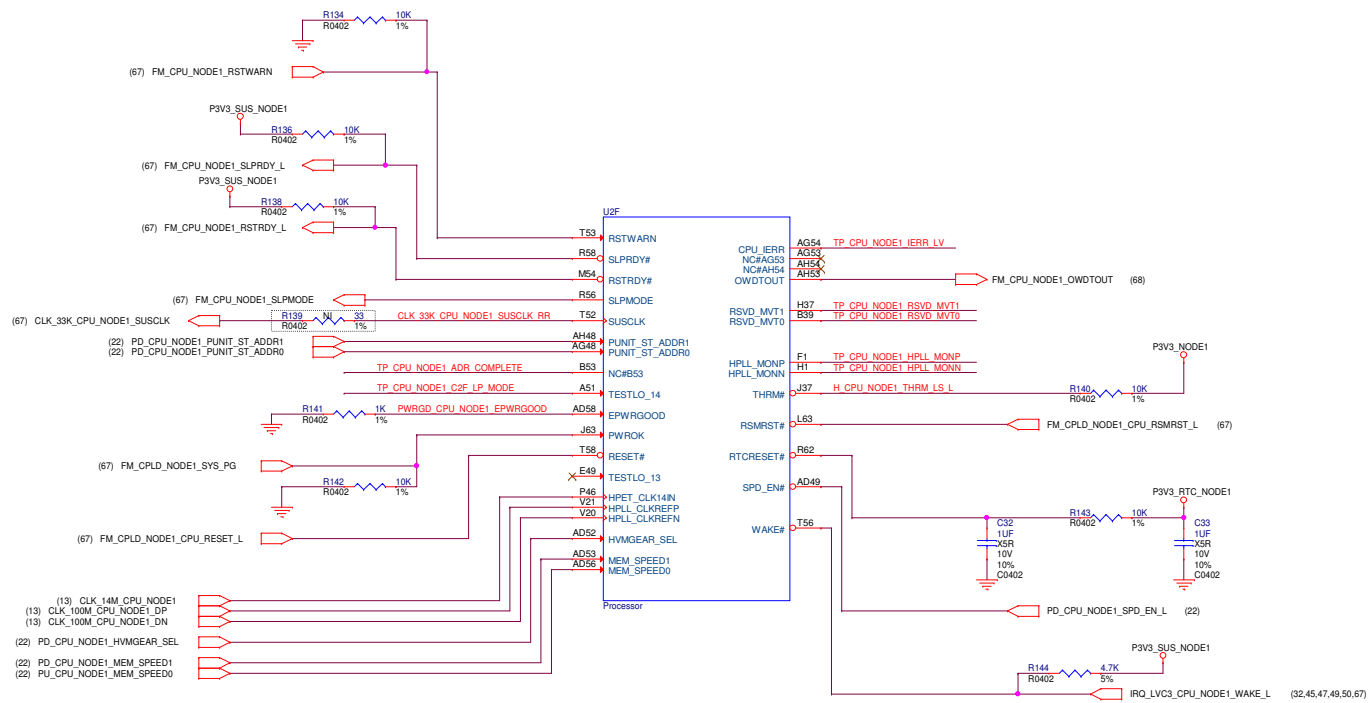 R134 10K
R0402 1%
(67) FM_CPU_NODE1_RSTWARN
P3V3_SUS_NODE1
R136 10K
R0402 1%
(67) FM_CPU_NODE1_SLPRDY_L
P3V3_SUS_NODE1
R138 10K
R0402 1%
(67) FM_CPU_NODE1_RSTRDY_L
(67) FM_CPU_NODE1_SLPMODE
R139 NI 33 CLK_33K_CPU_NODE1_SUSCLK_RR
(67) CLK_33K_CPU_NODE1_SUSCLK
R0402 1%
(22) PD_CPU_NODE1_PUNIT_ST_ADDR1
(22) PD_CPU_NODE1_PUNIT_ST_ADDR0
TP_CPU_NODE1_ADR_COMPLETE
TP_CPU_NODE1_C2F_LP_MODE
R141 1K PWRGD_CPU_NODE1_EPWRGOOD
R0402 1%
(67) FM_CPLD_NODE1_SYS_PG
R142 10K
R0402 1%
(67) FM_CPLD_NODE1_CPU_RESET_L
(13) CLK_14M_CPU_NODE1
(13) CLK_100M_CPU_NODE1_DP
(13) CLK_100M_CPU_NODE1_DN
(22) PD_CPU_NODE1_HVMGEAR_SEL
(22) PD_CPU_NODE1_MEM_SPEED1
(22) PU_CPU_NODE1_MEM_SPEED0
U2F
T53 RSTWARN
R58 SLPRDY#
M54 RSTRDY#
R56 SLPMODE
T52 SUSCLK
AH48 PUNIT_ST_ADDR1
AG48 PUNIT_ST_ADDR0
B53 NC#B53
A51 TESTLO_14
AD58 EPWRGOOD
J63 PWROK
T58 RESET#
E49 TESTLO_13
P46 HPET_CLK14IN
V21 HPLL_CLKREFP
V20 HPLL_CLKREFN
AD52 HVMGEAR_SEL
AD53 MEM_SPEED1
AD56 MEM_SPEED0
Processor
CPU_IERR AG54 TP_CPU_NODE1_IERR_LV
NC#AG53 AG53
NC#AH54 AH54
OWDTOUT AH53
FM_CPU_NODE1_OWDTOUT (68)
RSVD_MVT1 H37 TP_CPU_NODE1_RSVD_MVT1
RSVD_MVT0 B39 TP_CPU_NODE1_RSVD_MVT0
HPLL_MONP F1 TP_CPU_NODE1_HPLL_MONP
HPLL_MONN H1 TP_CPU_NODE1_HPLL_MONN
THRM# J37 H_CPU_NODE1_THRM_LS_L
P3V3_NODE1
R140 10K
R0402 1%
RSMRST# L63
FM_CPLD_NODE1_CPU_RSMRST_L (67)
RTCRESET# R62
SPD_EN# AD49
WAKE# T56
P3V3_RTC_NODE1
R143 10K
R0402 1%
C32
1UF
X5R
10V
10%
C0402
C33
1UF
X5R
10V
10%
C0402
PD_CPU_NODE1_SPD_EN_L (22)
P3V3_SUS_NODE1
R144 4.7K
R0402 5%
IRQ_LVC3_CPU_NODE1_WAKE_L (32,45,47,49,50,67)